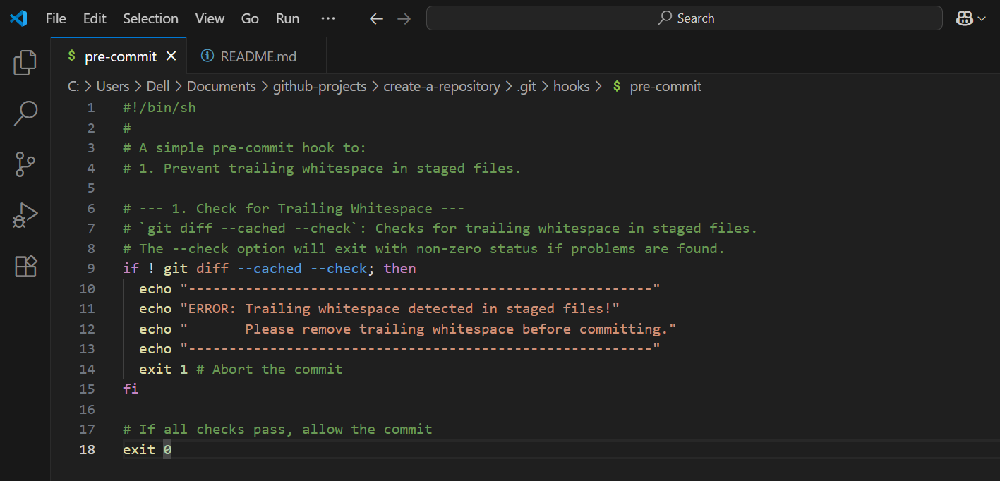 File Edit Selection View Go Run ··· ← → Search
$ pre-commit × README.md
C: > Users > Dell > Documents > github-projects > create-a-repository > .git > hooks > $ pre-commit
1 #!/bin/sh
2 #
3 # A simple pre-commit hook to:
4 # 1. Prevent trailing whitespace in staged files.
5
6 # --- 1. Check for Trailing Whitespace ---
7 # `git diff --cached --check`: Checks for trailing whitespace in staged files.
8 # The --check option will exit with non-zero status if problems are found.
9 if ! git diff --cached --check; then
10   echo "---------------------------------------------------------"
11   echo "ERROR: Trailing whitespace detected in staged files!"
12   echo "       Please remove trailing whitespace before committing."
13   echo "---------------------------------------------------------"
14   exit 1 # Abort the commit
15 fi
16
17 # If all checks pass, allow the commit
18 exit 0